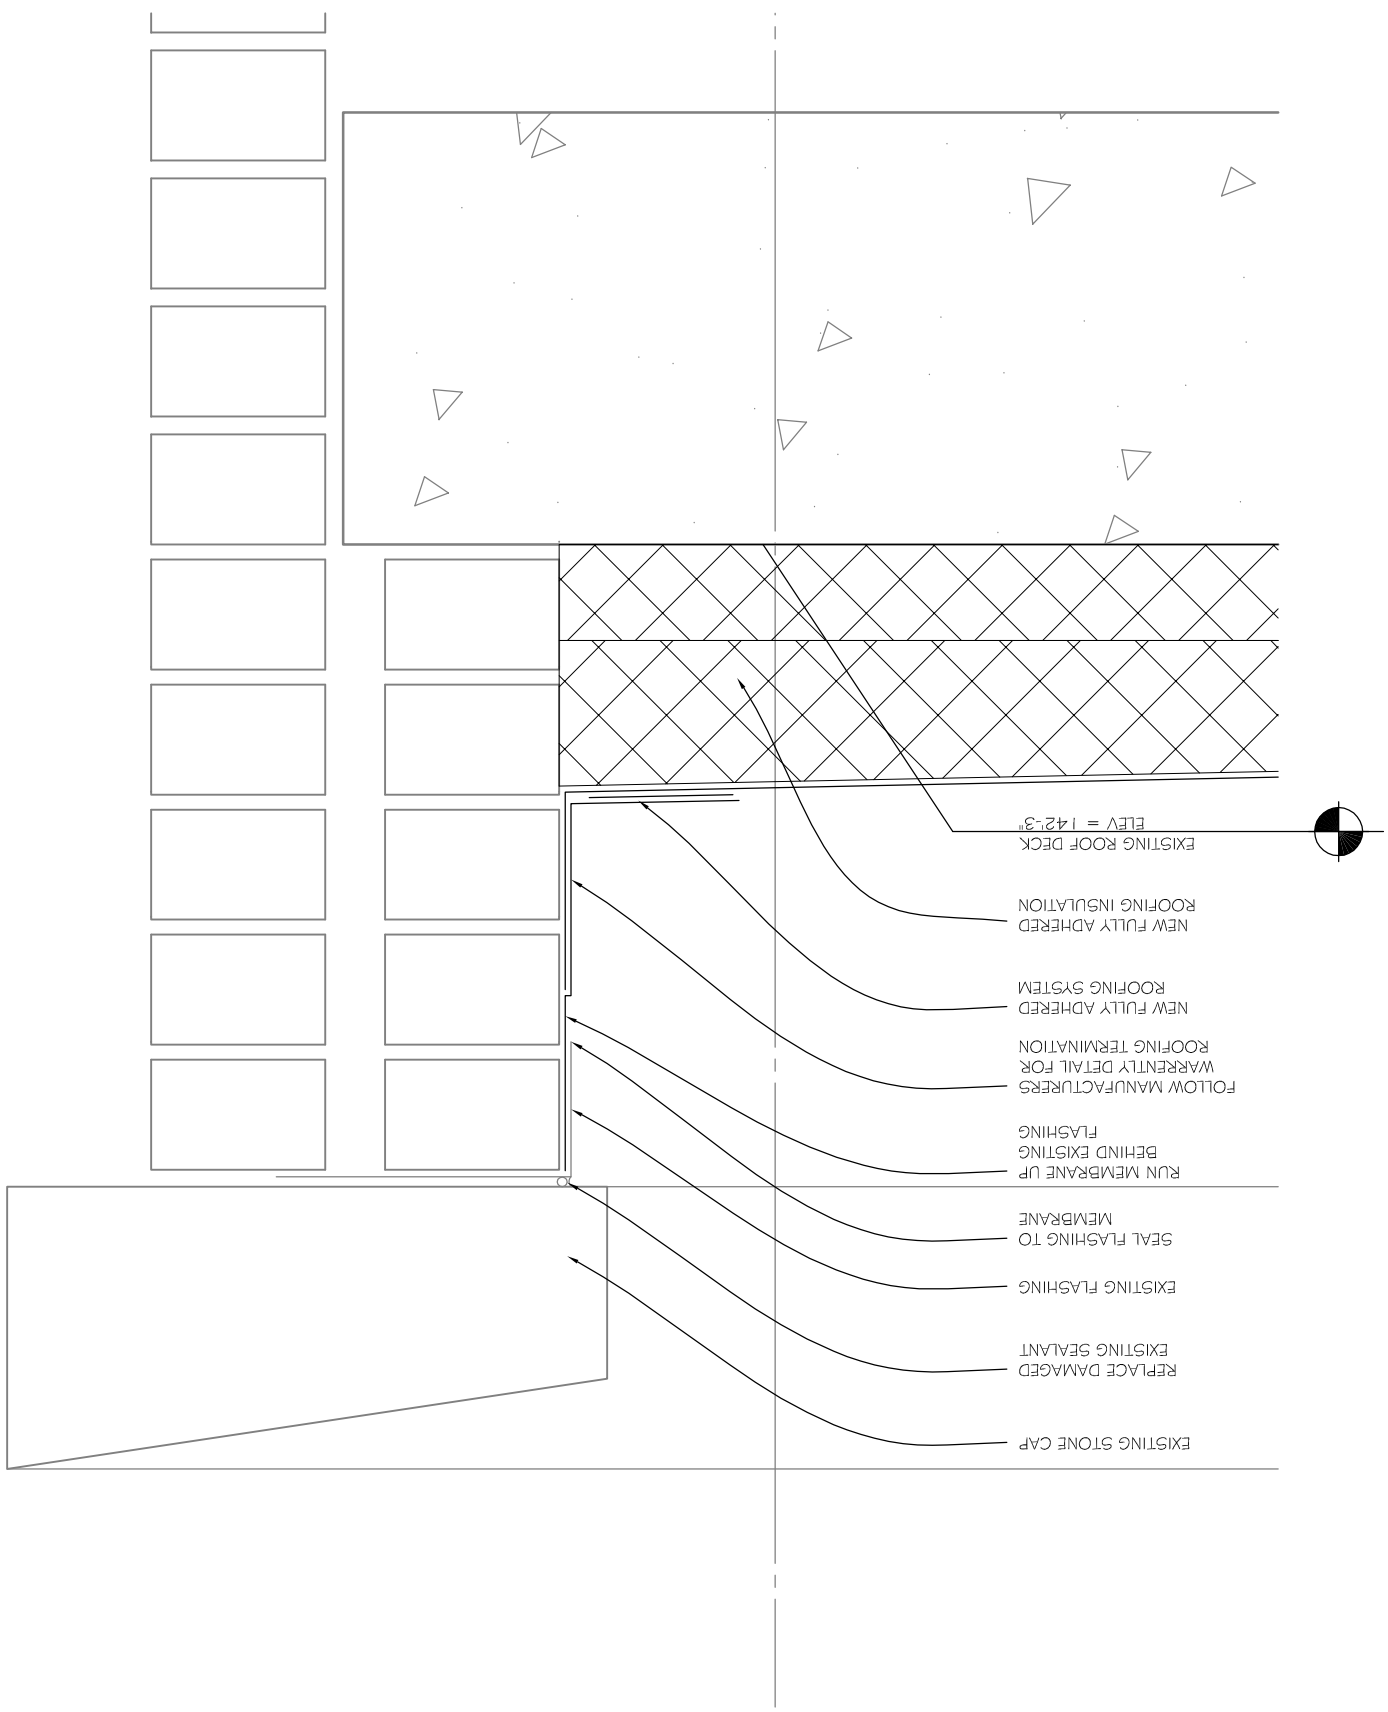 EXISTING STONE CAP
REPLACE DAMAGED
EXISTING SEALANT
EXISTING FLASHING
SEAL FLASHING TO
MEMBRANE
RUN MEMBRANE UP
BEHIND EXISTING
FLASHING
FOLLOW MANUFACTURERS
WARRENTLY DETAIL FOR
ROOFING TERMINATION
NEW FULLY ADHERED
ROOFING SYSTEM
NEW FULLY ADHERED
ROOFING INSULATION
EXISTING ROOF DECK
ELEV = 142'-3"